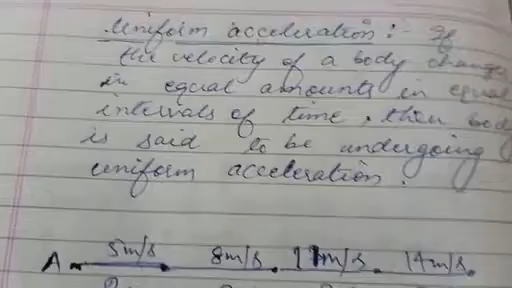 Uniform acceleration :- If
the velocity of a body changes
in equal amounts in equal
intervals of time, then body
is said to be undergoing
uniform acceleration.
A 5m/s 8m/s 11m/s 14m/s